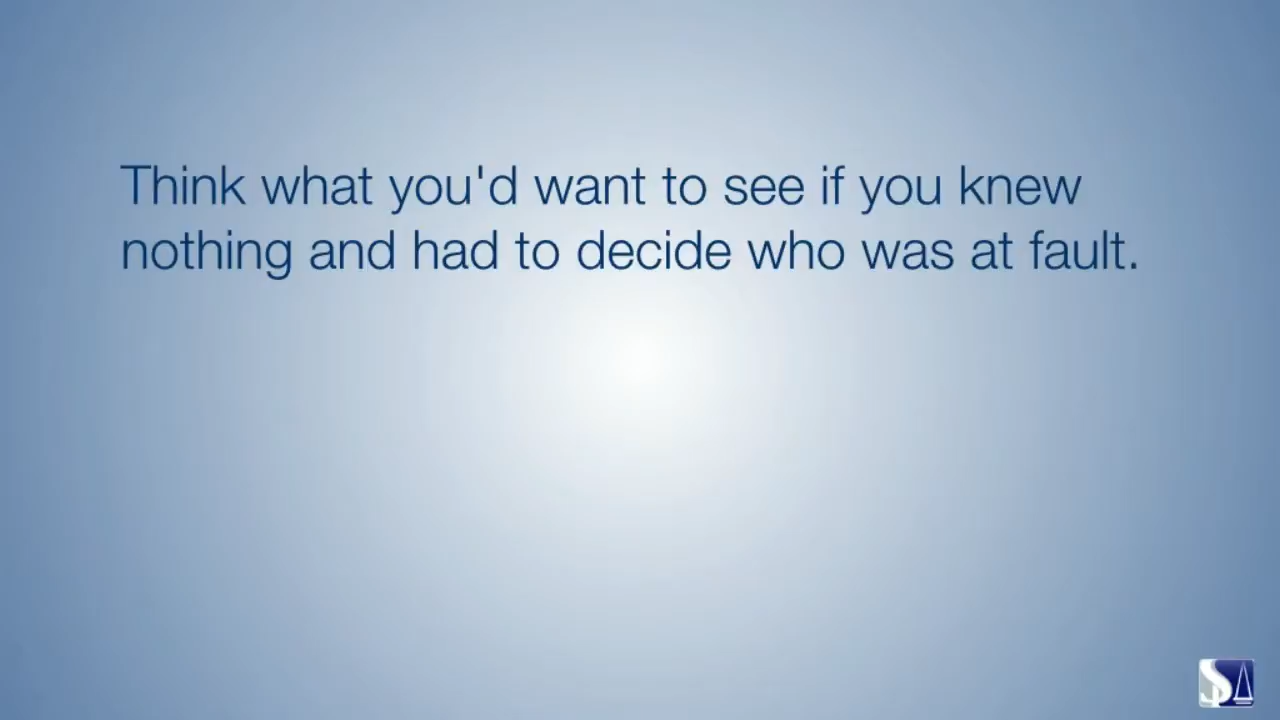 Think what you'd want to see if you knew
nothing and had to decide who was at fault.